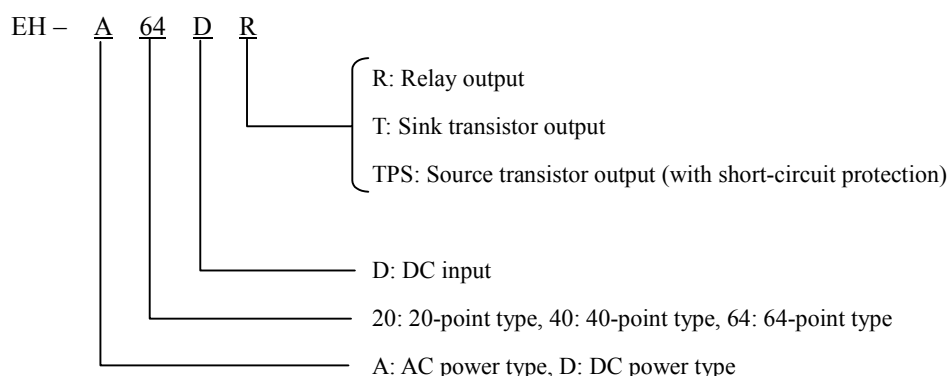 EH – A 64 D R
R: Relay output
T: Sink transistor output
TPS: Source transistor output (with short-circuit protection)
D: DC input
20: 20-point type, 40: 40-point type, 64: 64-point type
A: AC power type, D: DC power type